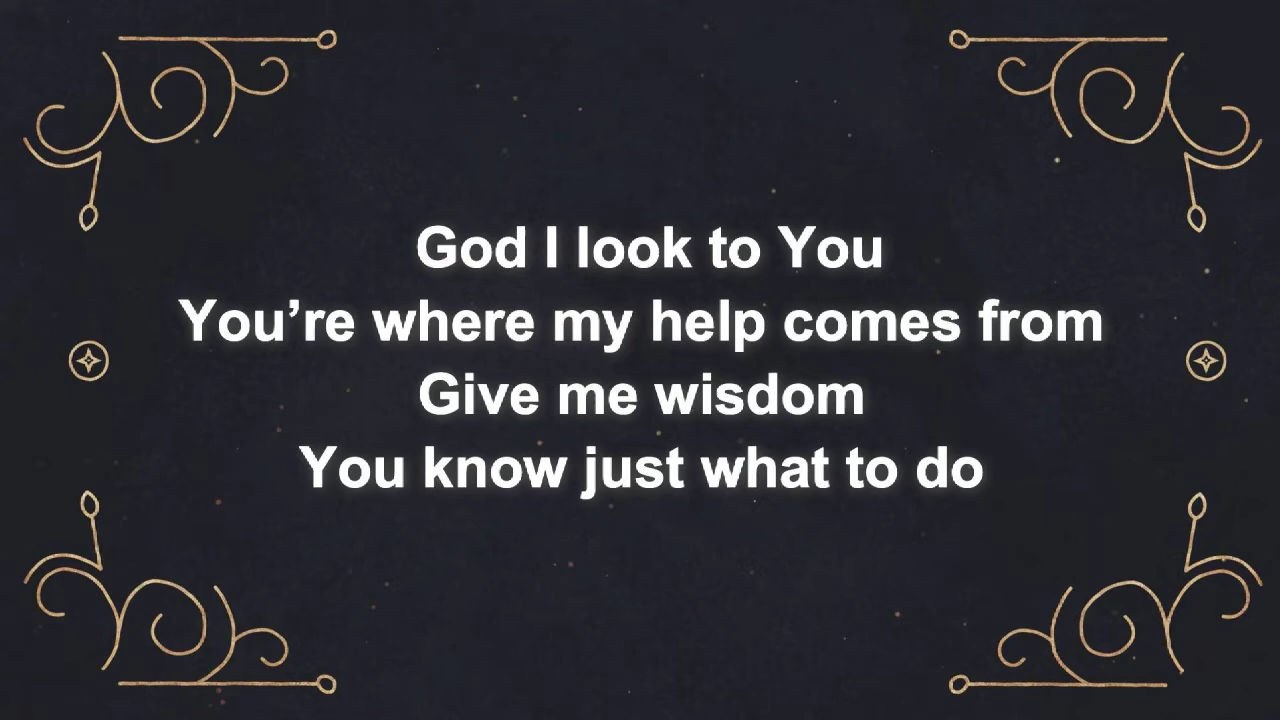 God I look to You
You’re where my help comes from
Give me wisdom
You know just what to do